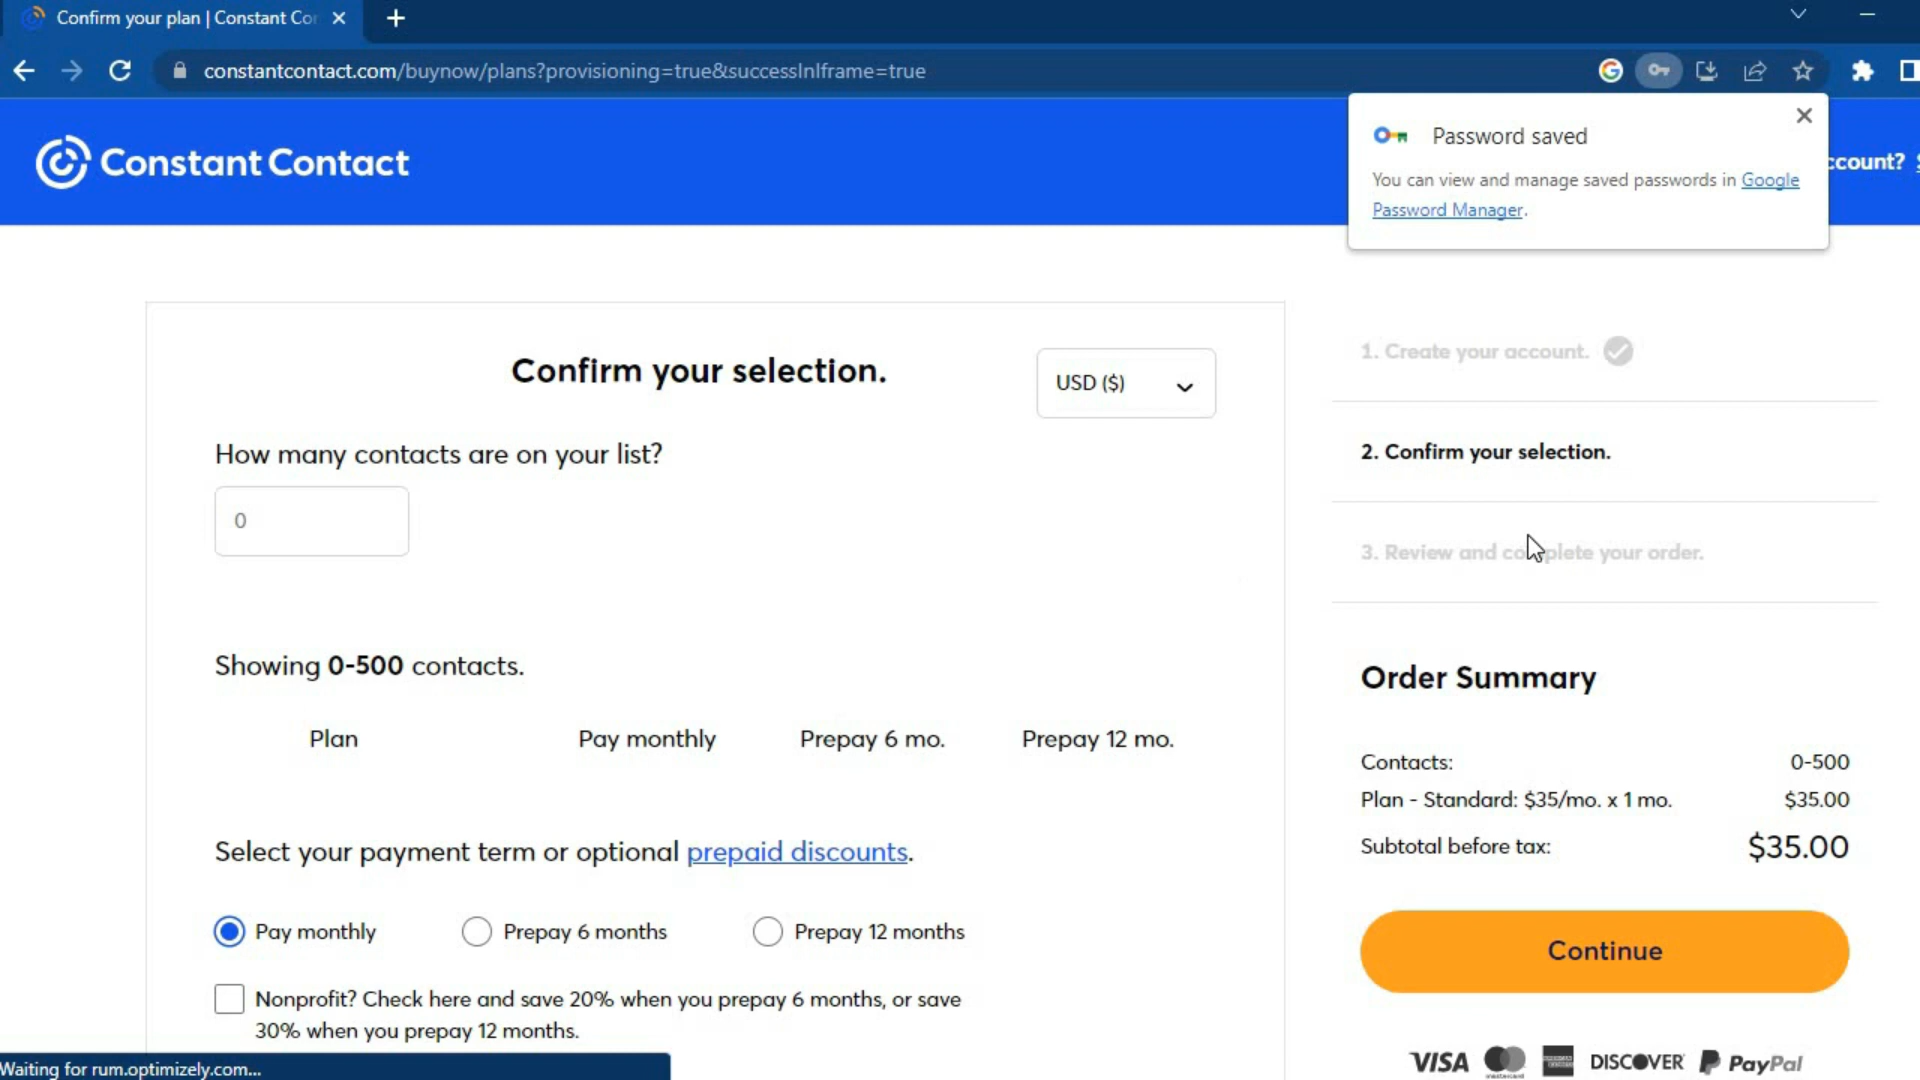 Confirm your plan | Constant Co
constantcontact.com/buynow/plans?provisioning=true&successInIframe=true
Constant Contact
Password saved
You can view and manage saved passwords in Google
Password Manager.
ccount?
Confirm your selection.
USD ($)
How many contacts are on your list?
0
Showing 0-500 contacts.
Plan Pay monthly Prepay 6 mo. Prepay 12 mo.
Select your payment term or optional prepaid discounts.
Pay monthly Prepay 6 months Prepay 12 months
Nonprofit? Check here and save 20% when you prepay 6 months, or save
30% when you prepay 12 months.
1. Create your account.
2. Confirm your selection.
3. Review and complete your order.
Order Summary
Contacts: 0-500
Plan - Standard: $35/mo. x 1 mo. $35.00
Subtotal before tax: $35.00
Continue
VISA mastercard DISCOVER PayPal
Waiting for rum.optimizely.com...